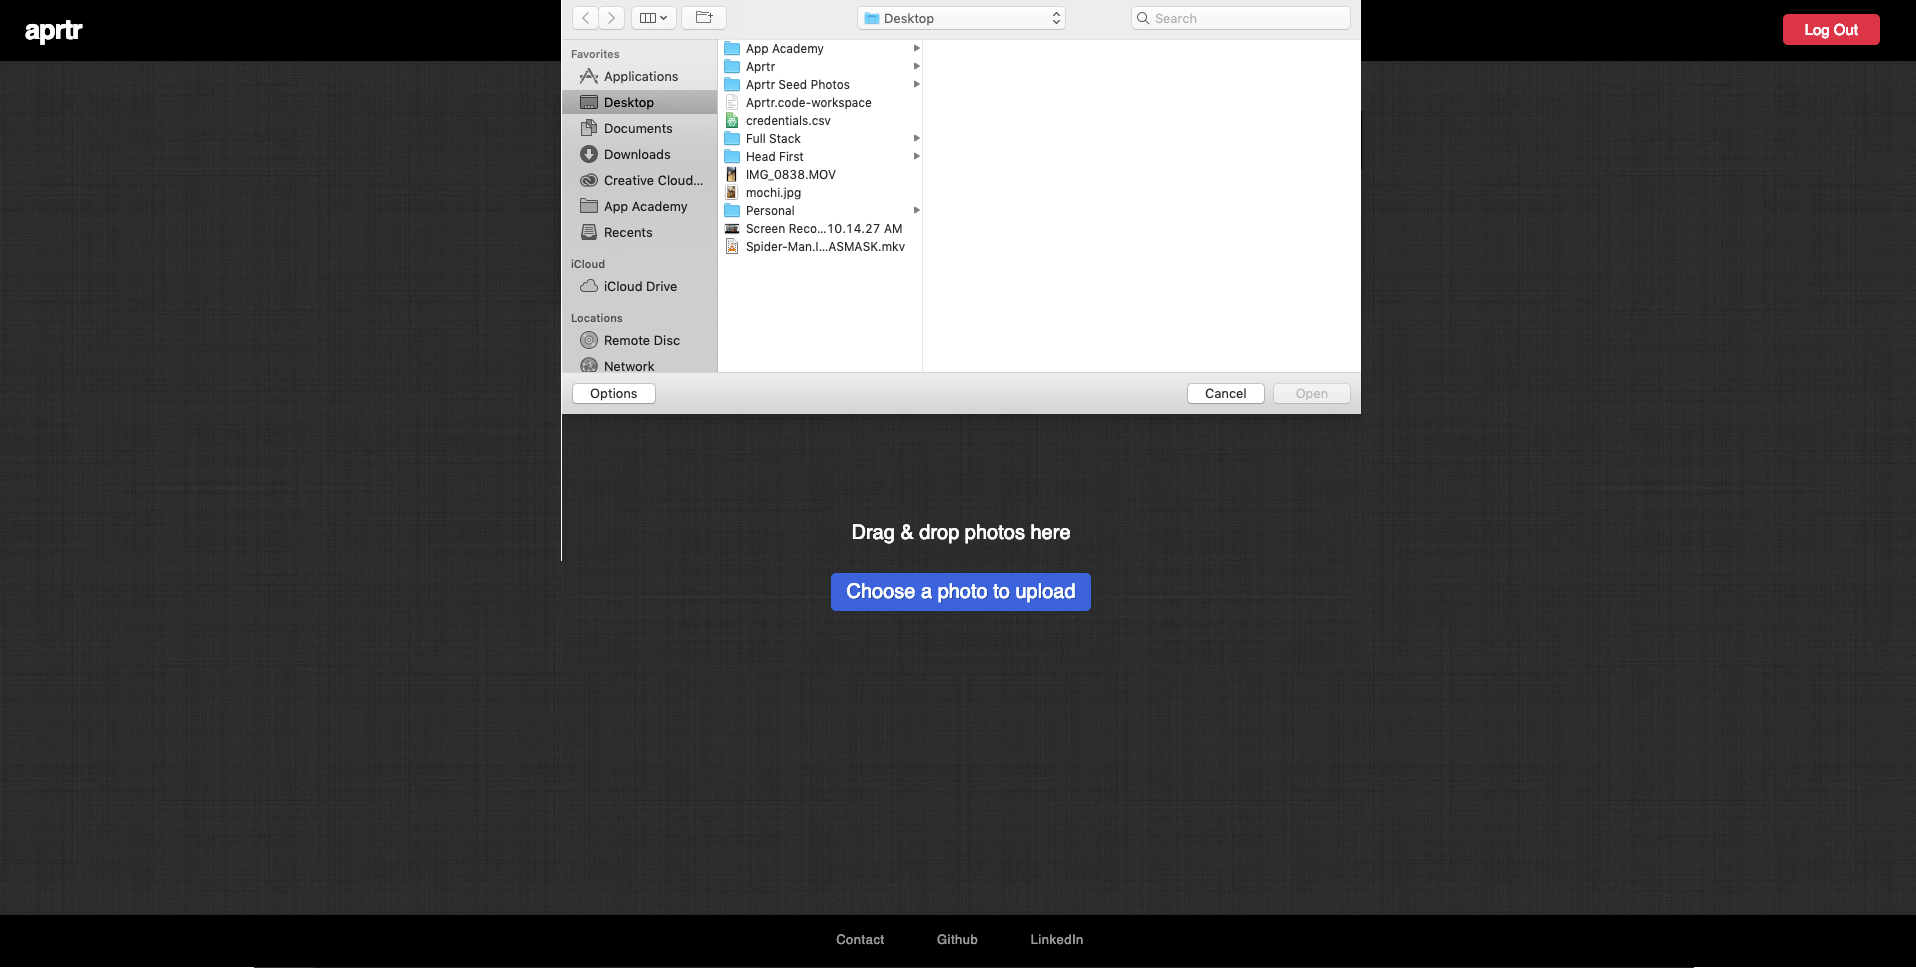 aprtr
Log Out
Desktop
Search
Favorites
Applications
Desktop
Documents
Downloads
Creative Cloud...
App Academy
Recents
iCloud
iCloud Drive
Locations
Remote Disc
Network
App Academy
Aprtr
Aprtr Seed Photos
Aprtr.code-workspace
credentials.csv
Full Stack
Head First
IMG_0838.MOV
mochi.jpg
Personal
Screen Reco...10.14.27 AM
Spider-Man.I...ASMASK.mkv
Options
Cancel
Open
Drag & drop photos here
Choose a photo to upload
Contact
Github
LinkedIn